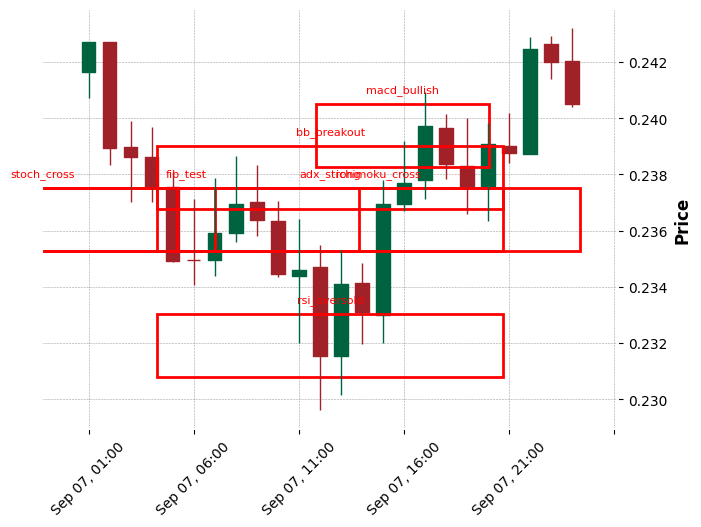 macd_bullish
bb_breakout
stoch_cross
fib_test
adx_strong
ichimoku_cross
rsi_oversold
0.242
0.240
0.238
0.236
0.234
0.232
0.230
Price
Sep 07, 01:00
Sep 07, 06:00
Sep 07, 11:00
Sep 07, 16:00
Sep 07, 21:00